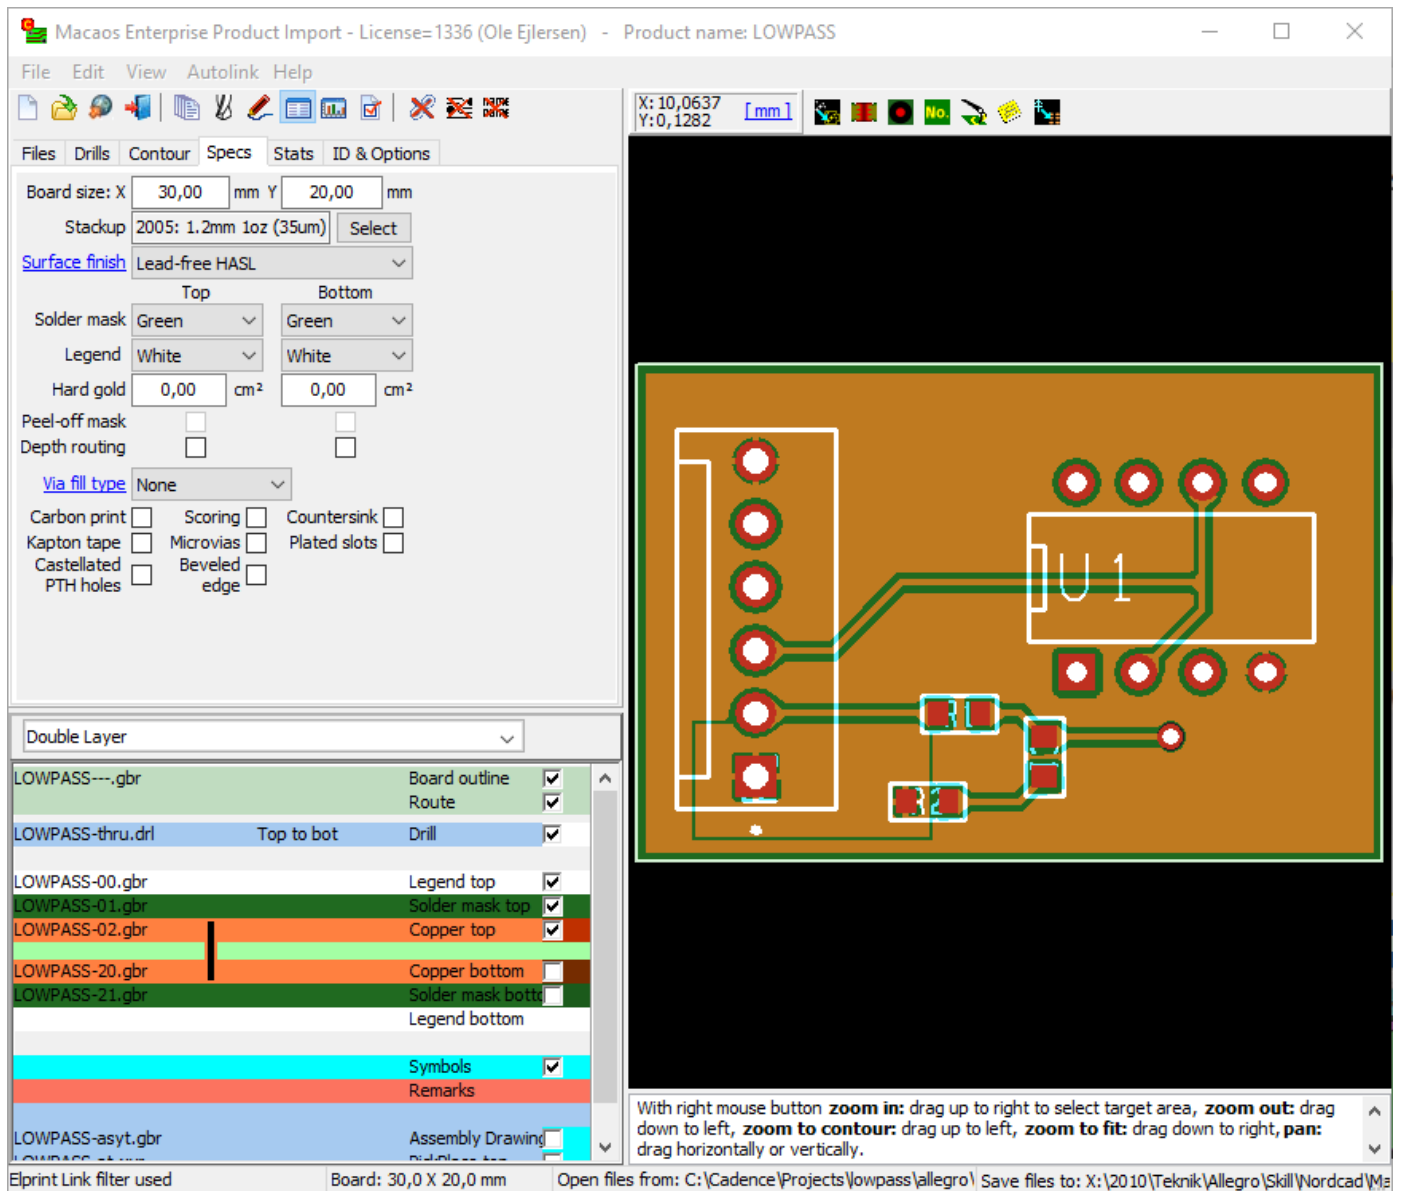 Macaos Enterprise Product Import - License=1336 (Ole Ejlersen) - Product name: LOWPASS
File Edit View Autolink Help
X: 10,0637 [mm]
Y: 0,1282
No.
Files Drills Contour Specs Stats ID & Options
Board size: X 30,00 mm Y 20,00 mm
Stackup 2005: 1.2mm 1oz (35um) Select
Surface finish Lead-free HASL
Top Bottom
Solder mask Green Green
Legend White White
Hard gold 0,00 cm² 0,00 cm²
Peel-off mask
Depth routing
Via fill type None
Carbon print Scoring Countersink
Kapton tape Microvias Plated slots
Castellated PTH holes Beveled edge
Double Layer
LOWPASS---.gbr Board outline
Route
LOWPASS-thru.drl Top to bot Drill
LOWPASS-00.gbr Legend top
LOWPASS-01.gbr Solder mask top
LOWPASS-02.gbr Copper top
LOWPASS-20.gbr Copper bottom
LOWPASS-21.gbr Solder mask botto
Legend bottom
Symbols
Remarks
LOWPASS-asyt.gbr Assembly Drawing
U1
With right mouse button zoom in: drag up to right to select target area, zoom out: drag
down to left, zoom to contour: drag up to left, zoom to fit: drag down to right, pan:
drag horizontally or vertically.
Elprint Link filter used Board: 30,0 X 20,0 mm Open files from: C:\Cadence\Projects\lowpass\allegro\ Save files to: X:\2010\Teknik\Allegro\Skill\Nordcad\Ma